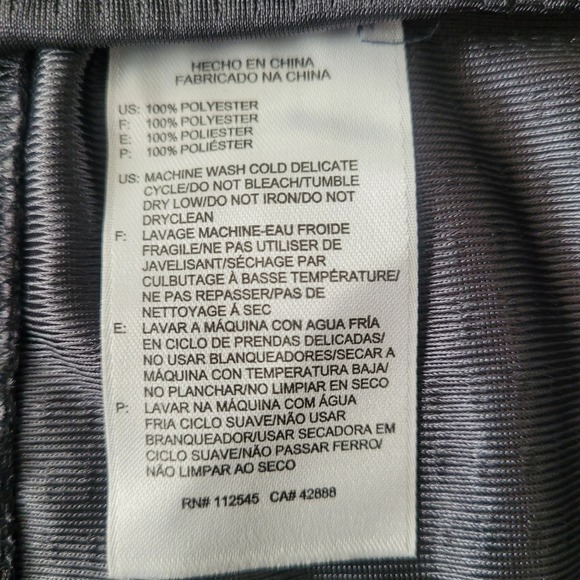 HECHO EN CHINA
FABRICADO NA CHINA
US: 100% POLYESTER
F: 100% POLYESTER
E: 100% POLIESTER
P: 100% POLIÉSTER
US: MACHINE WASH COLD DELICATE
CYCLE/DO NOT BLEACH/TUMBLE
DRY LOW/DO NOT IRON/DO NOT
DRYCLEAN
F: LAVAGE MACHINE-EAU FROIDE
FRAGILE/NE PAS UTILISER DE
JAVELISANT/SÉCHAGE PAR
CULBUTAGE À BASSE TEMPÉRATURE/
NE PAS REPASSER/PAS DE
NETTOYAGE Á SEC
E: LAVAR A MÁQUINA CON AGUA FRÍA
EN CICLO DE PRENDAS DELICADAS/
NO USAR BLANQUEADORES/SECAR A
MÁQUINA CON TEMPERATURA BAJA/
NO PLANCHAR/NO LIMPIAR EN SECO
P: LAVAR NA MÁQUINA COM ÁGUA
FRIA CICLO SUAVE/NÃO USAR
BRANQUEADOR/USAR SECADORA EM
CICLO SUAVE/NÃO PASSAR FERRO/
NÃO LIMPAR AO SECO
RN# 112545 CA# 42888